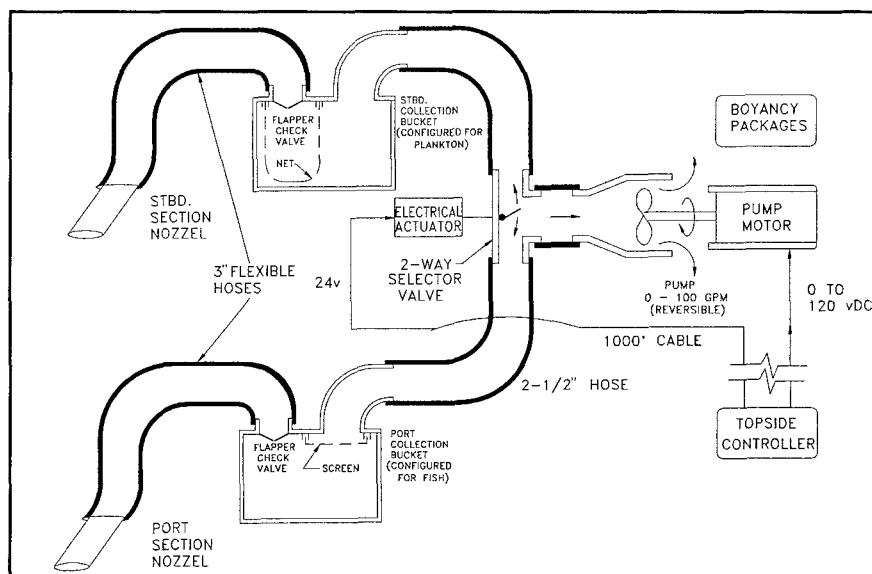 FLAPPER
CHECK
VALVE
NET
STBD.
COLLECTION
BUCKET
(CONFIGURED FOR
PLANKTON)
BOYANCY
PACKAGES
STBD.
SECTION
NOZZEL
ELECTRICAL
ACTUATOR
PUMP
MOTOR
3" FLEXIBLE
HOSES
24v
2-WAY
SELECTOR
VALVE
PUMP
0 - 100 GPM
(REVERSIBLE)
0 TO
120 vDC
1000' CABLE
2-1/2" HOSE
FLAPPER
CHECK
VALVE
SCREEN
PORT
COLLECTION
BUCKET
(CONFIGURED
FOR FISH)
TOPSIDE
CONTROLLER
PORT
SECTION
NOZZEL